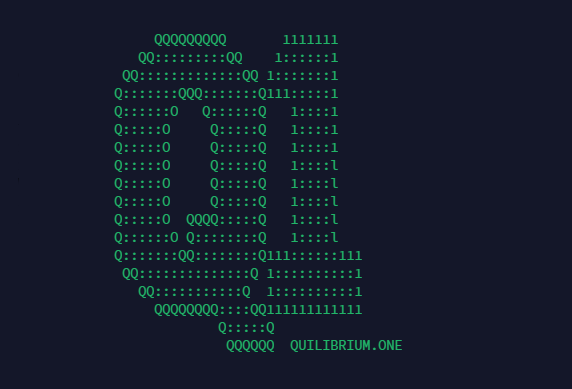 QQQQQQQQQ       1111111
   QQ:::::::::QQ    1::::::1
 QQ:::::::::::::QQ 1:::::::1
Q:::::::QQQ:::::::Q111:::::1
Q::::::O   Q::::::Q   1::::1
Q:::::O     Q:::::Q   1::::1
Q:::::O     Q:::::Q   1::::1
Q:::::O     Q:::::Q   1::::l
Q:::::O     Q:::::Q   1::::l
Q:::::O     Q:::::Q   1::::l
Q:::::O  QQQQ:::::Q   1::::l
Q::::::O Q::::::::Q   1::::l
Q:::::::QQ::::::::Q111::::::111
 QQ::::::::::::::Q 1::::::::::1
   QQ:::::::::::Q  1::::::::::1
     QQQQQQQQ::::QQ111111111111
             Q:::::Q
              QQQQQQ  QUILIBRIUM.ONE